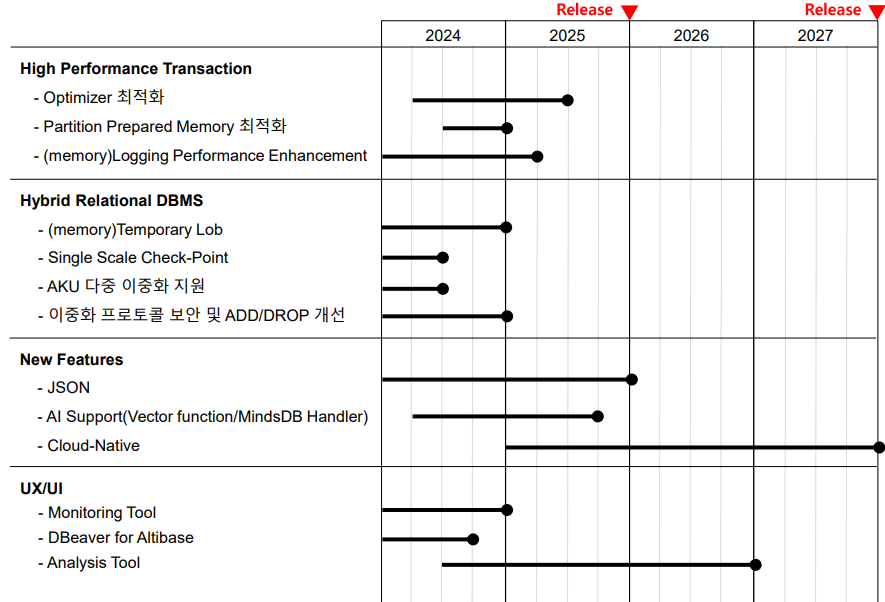 Release Release
2024 2025 2026 2027
High Performance Transaction
- Optimizer 최적화
- Partition Prepared Memory 최적화
- (memory)Logging Performance Enhancement
Hybrid Relational DBMS
- (memory)Temporary Lob
- Single Scale Check-Point
- AKU 다중 이중화 지원
- 이중화 프로토콜 보안 및 ADD/DROP 개선
New Features
- JSON
- AI Support(Vector function/MindsDB Handler)
- Cloud-Native
UX/UI
- Monitoring Tool
- DBeaver for Altibase
- Analysis Tool